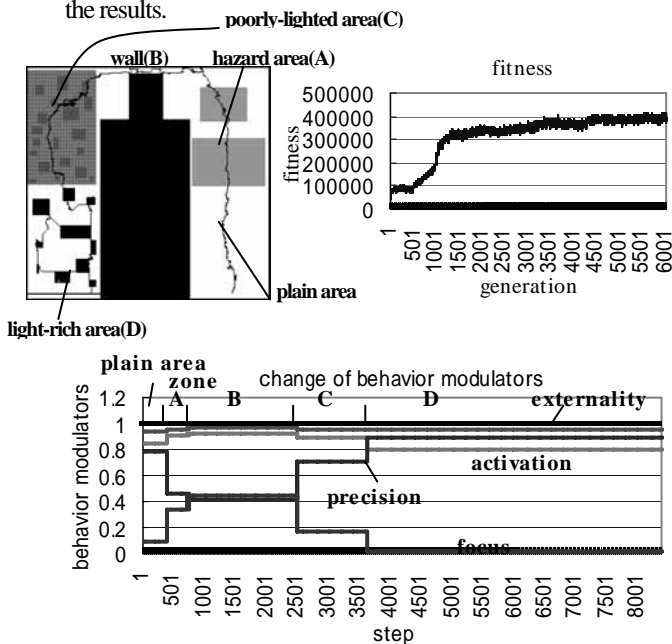 the results.
poorly-lighted area(C)
wall(B) hazard area(A)
plain area
light-rich area(D)
fitness
fitness
500000
400000
300000
200000
100000
0
1 501 1001 1501 2001 2501 3001 3501 4001 4501 5001 5501 6001
generation
change of behavior modulators
plain area
zone
A B C D
externality
activation
precision
focus
behavior modulators
1.2
1
0.8
0.6
0.4
0.2
0
1 501 1001 1501 2001 2501 3001 3501 4001 4501 5001 5501 6001 6501 7001 7501 8001 8501
step